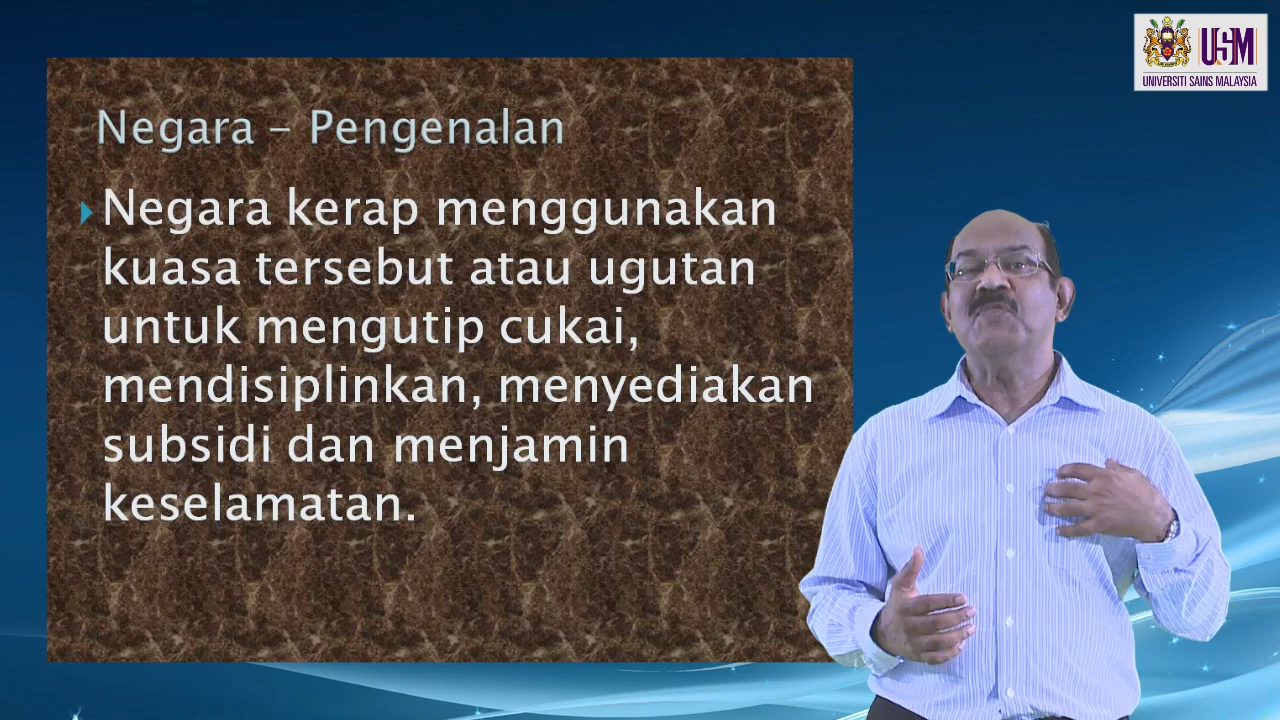 USM
UNIVERSITI SAINS MALAYSIA
Negara – Pengenalan
Negara kerap menggunakan
kuasa tersebut atau ugutan
untuk mengutip cukai,
mendisiplinkan, menyediakan
subsidi dan menjamin
keselamatan.